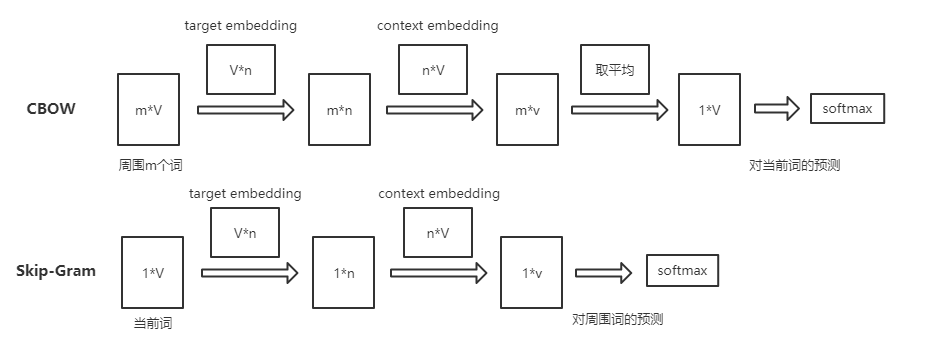 target embedding
context embedding
V*n
n*V
取平均
CBOW
m*V
m*n
m*v
1*V
softmax
周围m个词
对当前词的预测
target embedding
context embedding
V*n
n*V
Skip-Gram
1*V
1*n
1*v
softmax
当前词
对周围词的预测